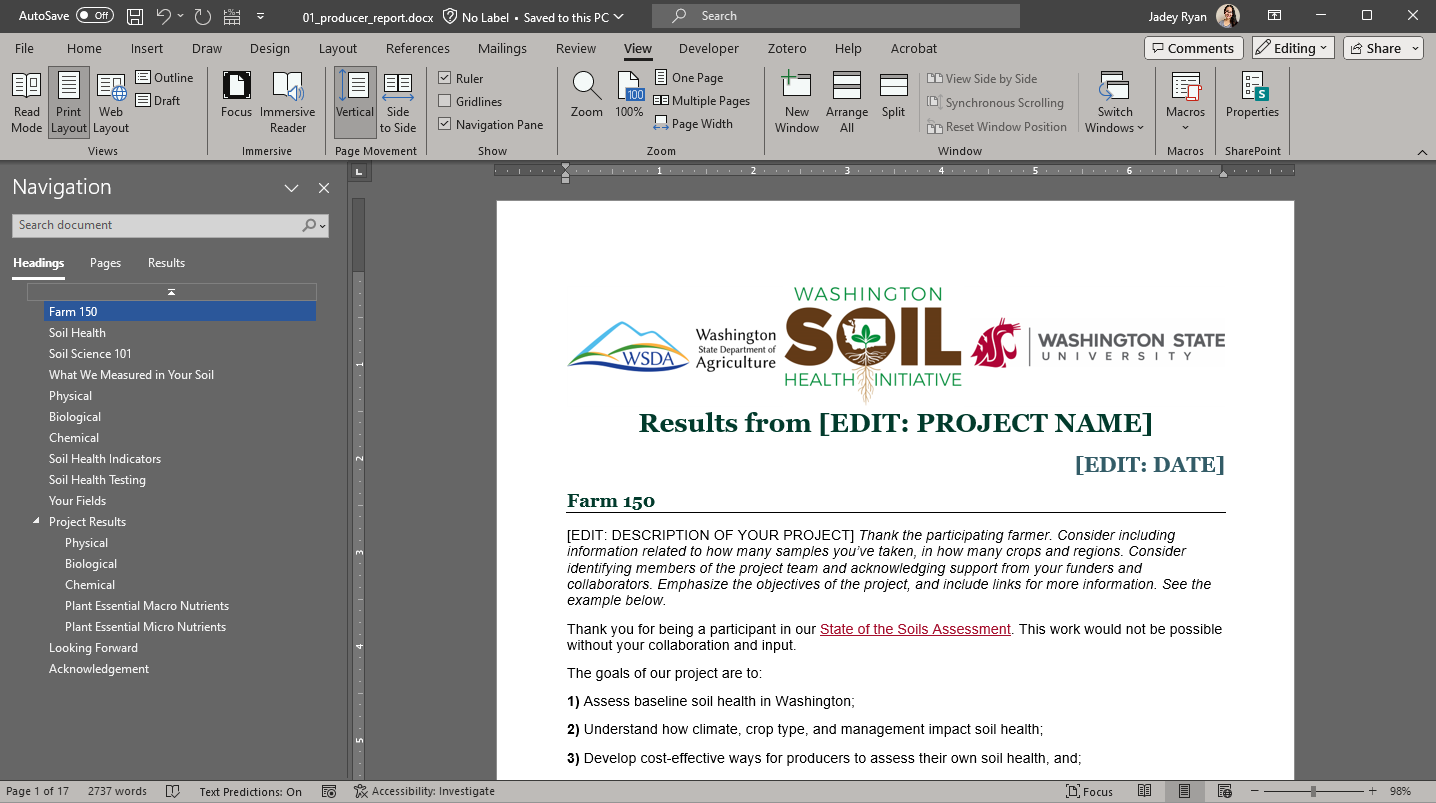 AutoSave Off 01_producer_report.docx No Label • Saved to this PC Search Jadey Ryan
File Home Insert Draw Design Layout References Mailings Review View Developer Zotero Help Acrobat Comments Editing Share
Read Mode
Print Layout
Web Layout
Outline
Draft
Views
Focus
Immersive Reader
Immersive
Vertical
Side to Side
Page Movement
Ruler
Gridlines
Navigation Pane
Show
Zoom
100
100%
One Page
Multiple Pages
Page Width
Zoom
New Window
Arrange All
Split
View Side by Side
Synchronous Scrolling
Reset Window Position
Switch Windows
Window
Macros
Macros
S
Properties
SharePoint
Navigation
Search document
Headings Pages Results
Farm 150
Soil Health
Soil Science 101
What We Measured in Your Soil
Physical
Biological
Chemical
Soil Health Indicators
Soil Health Testing
Your Fields
Project Results
Physical
Biological
Chemical
Plant Essential Macro Nutrients
Plant Essential Micro Nutrients
Looking Forward
Acknowledgement
L
1 2 3 4 5 6
1
2
3
4
5
WSDA
Washington
State Department of
Agriculture
WASHINGTON
SOIL
HEALTH INITIATIVE
WASHINGTON STATE
UNIVERSITY
Results from [EDIT: PROJECT NAME]
[EDIT: DATE]
Farm 150
[EDIT: DESCRIPTION OF YOUR PROJECT] Thank the participating farmer. Consider including
information related to how many samples you've taken, in how many crops and regions. Consider
identifying members of the project team and acknowledging support from your funders and
collaborators. Emphasize the objectives of the project, and include links for more information. See the
example below.
Thank you for being a participant in our State of the Soils Assessment. This work would not be possible
without your collaboration and input.
The goals of our project are to:
1) Assess baseline soil health in Washington;
2) Understand how climate, crop type, and management impact soil health;
3) Develop cost-effective ways for producers to assess their own soil health, and;
Page 1 of 17 2737 words Text Predictions: On Accessibility: Investigate Focus 98%